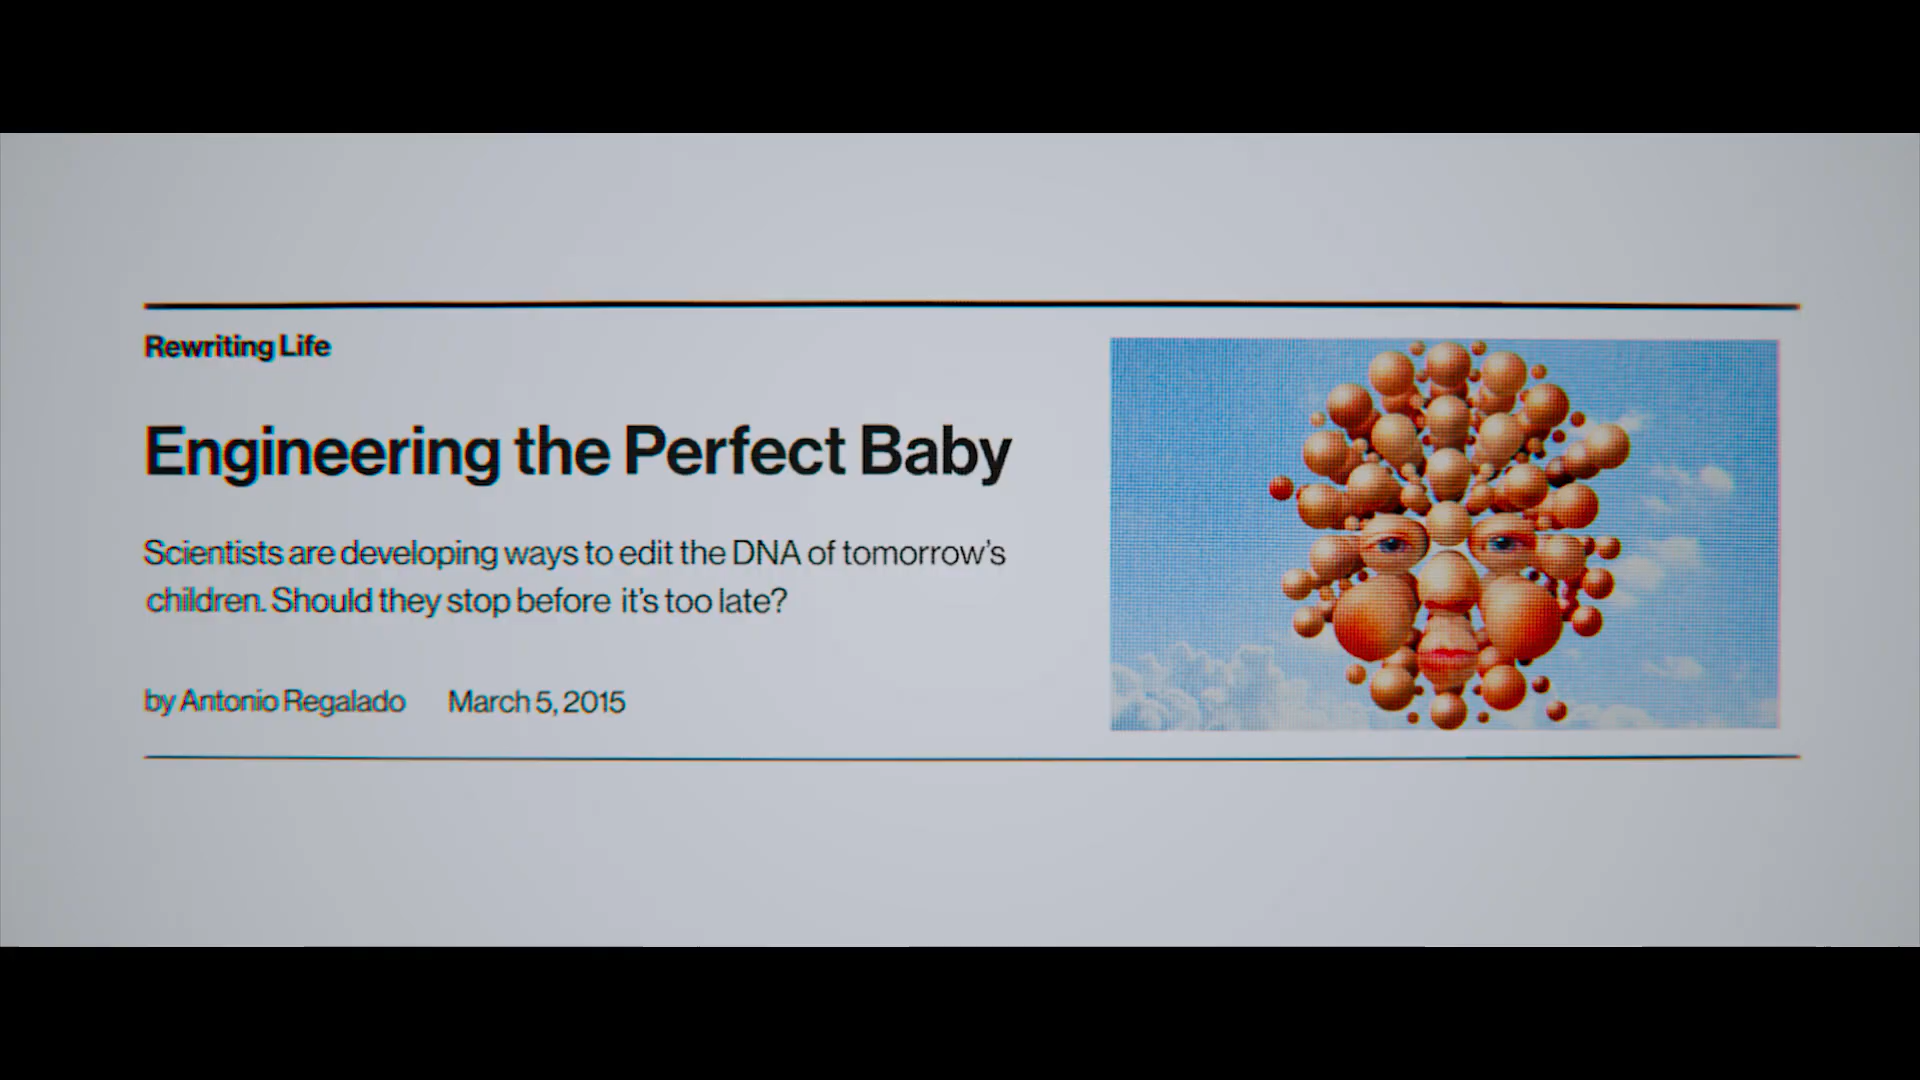 Rewriting Life
Engineering the Perfect Baby
Scientists are developing ways to edit the DNA of tomorrow’s
children. Should they stop before it’s too late?
by Antonio Regalado March 5, 2015